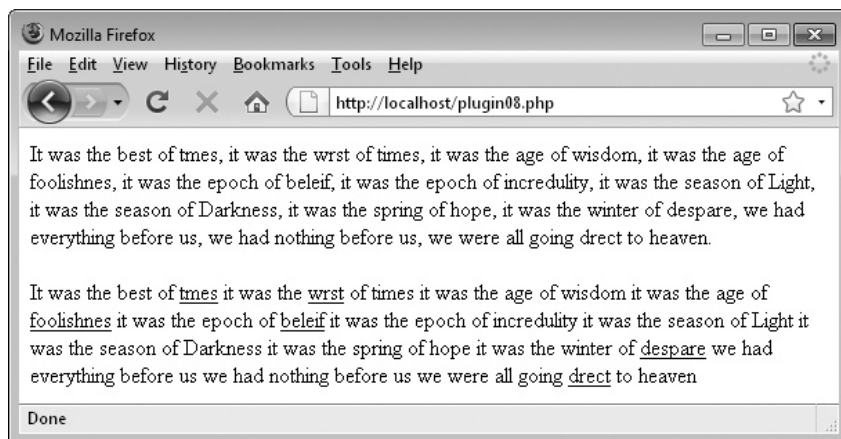 Mozilla Firefox
File Edit View History Bookmarks Tools Help
http://localhost/plugin08.php
It was the best of tmes, it was the wrst of times, it was the age of wisdom, it was the age of
foolishnes, it was the epoch of beleif, it was the epoch of incredulity, it was the season of Light,
it was the season of Darkness, it was the spring of hope, it was the winter of despare, we had
everything before us, we had nothing before us, we were all going drect to heaven.
It was the best of tmes it was the wrst of times it was the age of wisdom it was the age of
foolishnes it was the epoch of beleif it was the epoch of incredulity it was the season of Light it
was the season of Darkness it was the spring of hope it was the winter of despare we had
everything before us we had nothing before us we were all going drect to heaven
Done